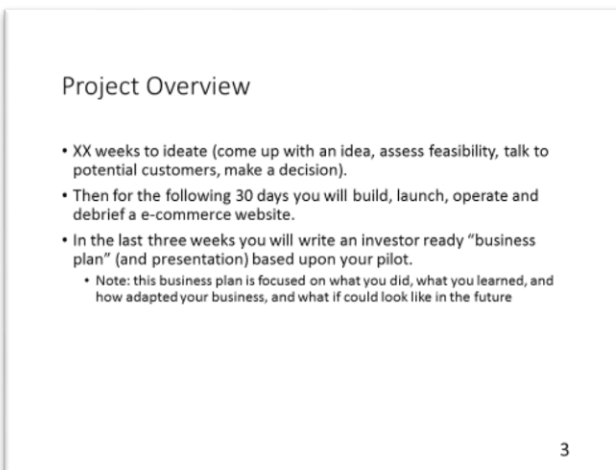 Project Overview
• XX weeks to ideate (come up with an idea, assess feasibility, talk to
potential customers, make a decision).
• Then for the following 30 days you will build, launch, operate and
debrief a e-commerce website.
• In the last three weeks you will write an investor ready “business
plan” (and presentation) based upon your pilot.
• Note: this business plan is focused on what you did, what you learned, and
how adapted your business, and what if could look like in the future
3